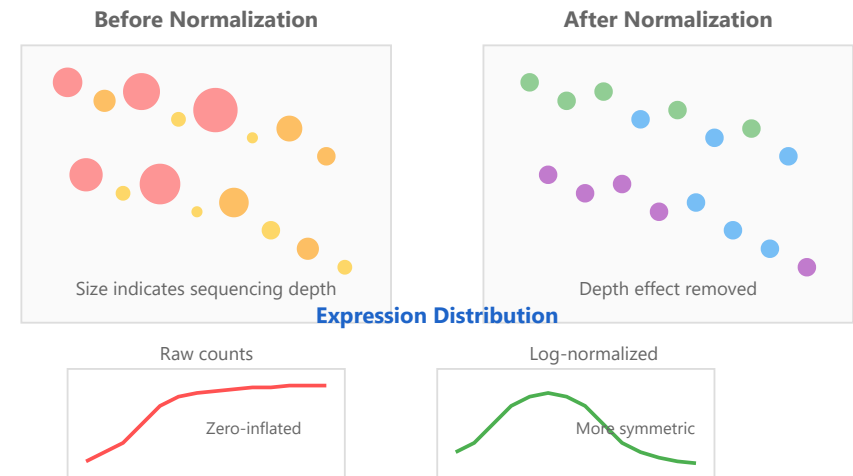 Before Normalization
After Normalization
Size indicates sequencing depth
Depth effect removed
Expression Distribution
Raw counts
Log-normalized
Zero-inflated
More symmetric